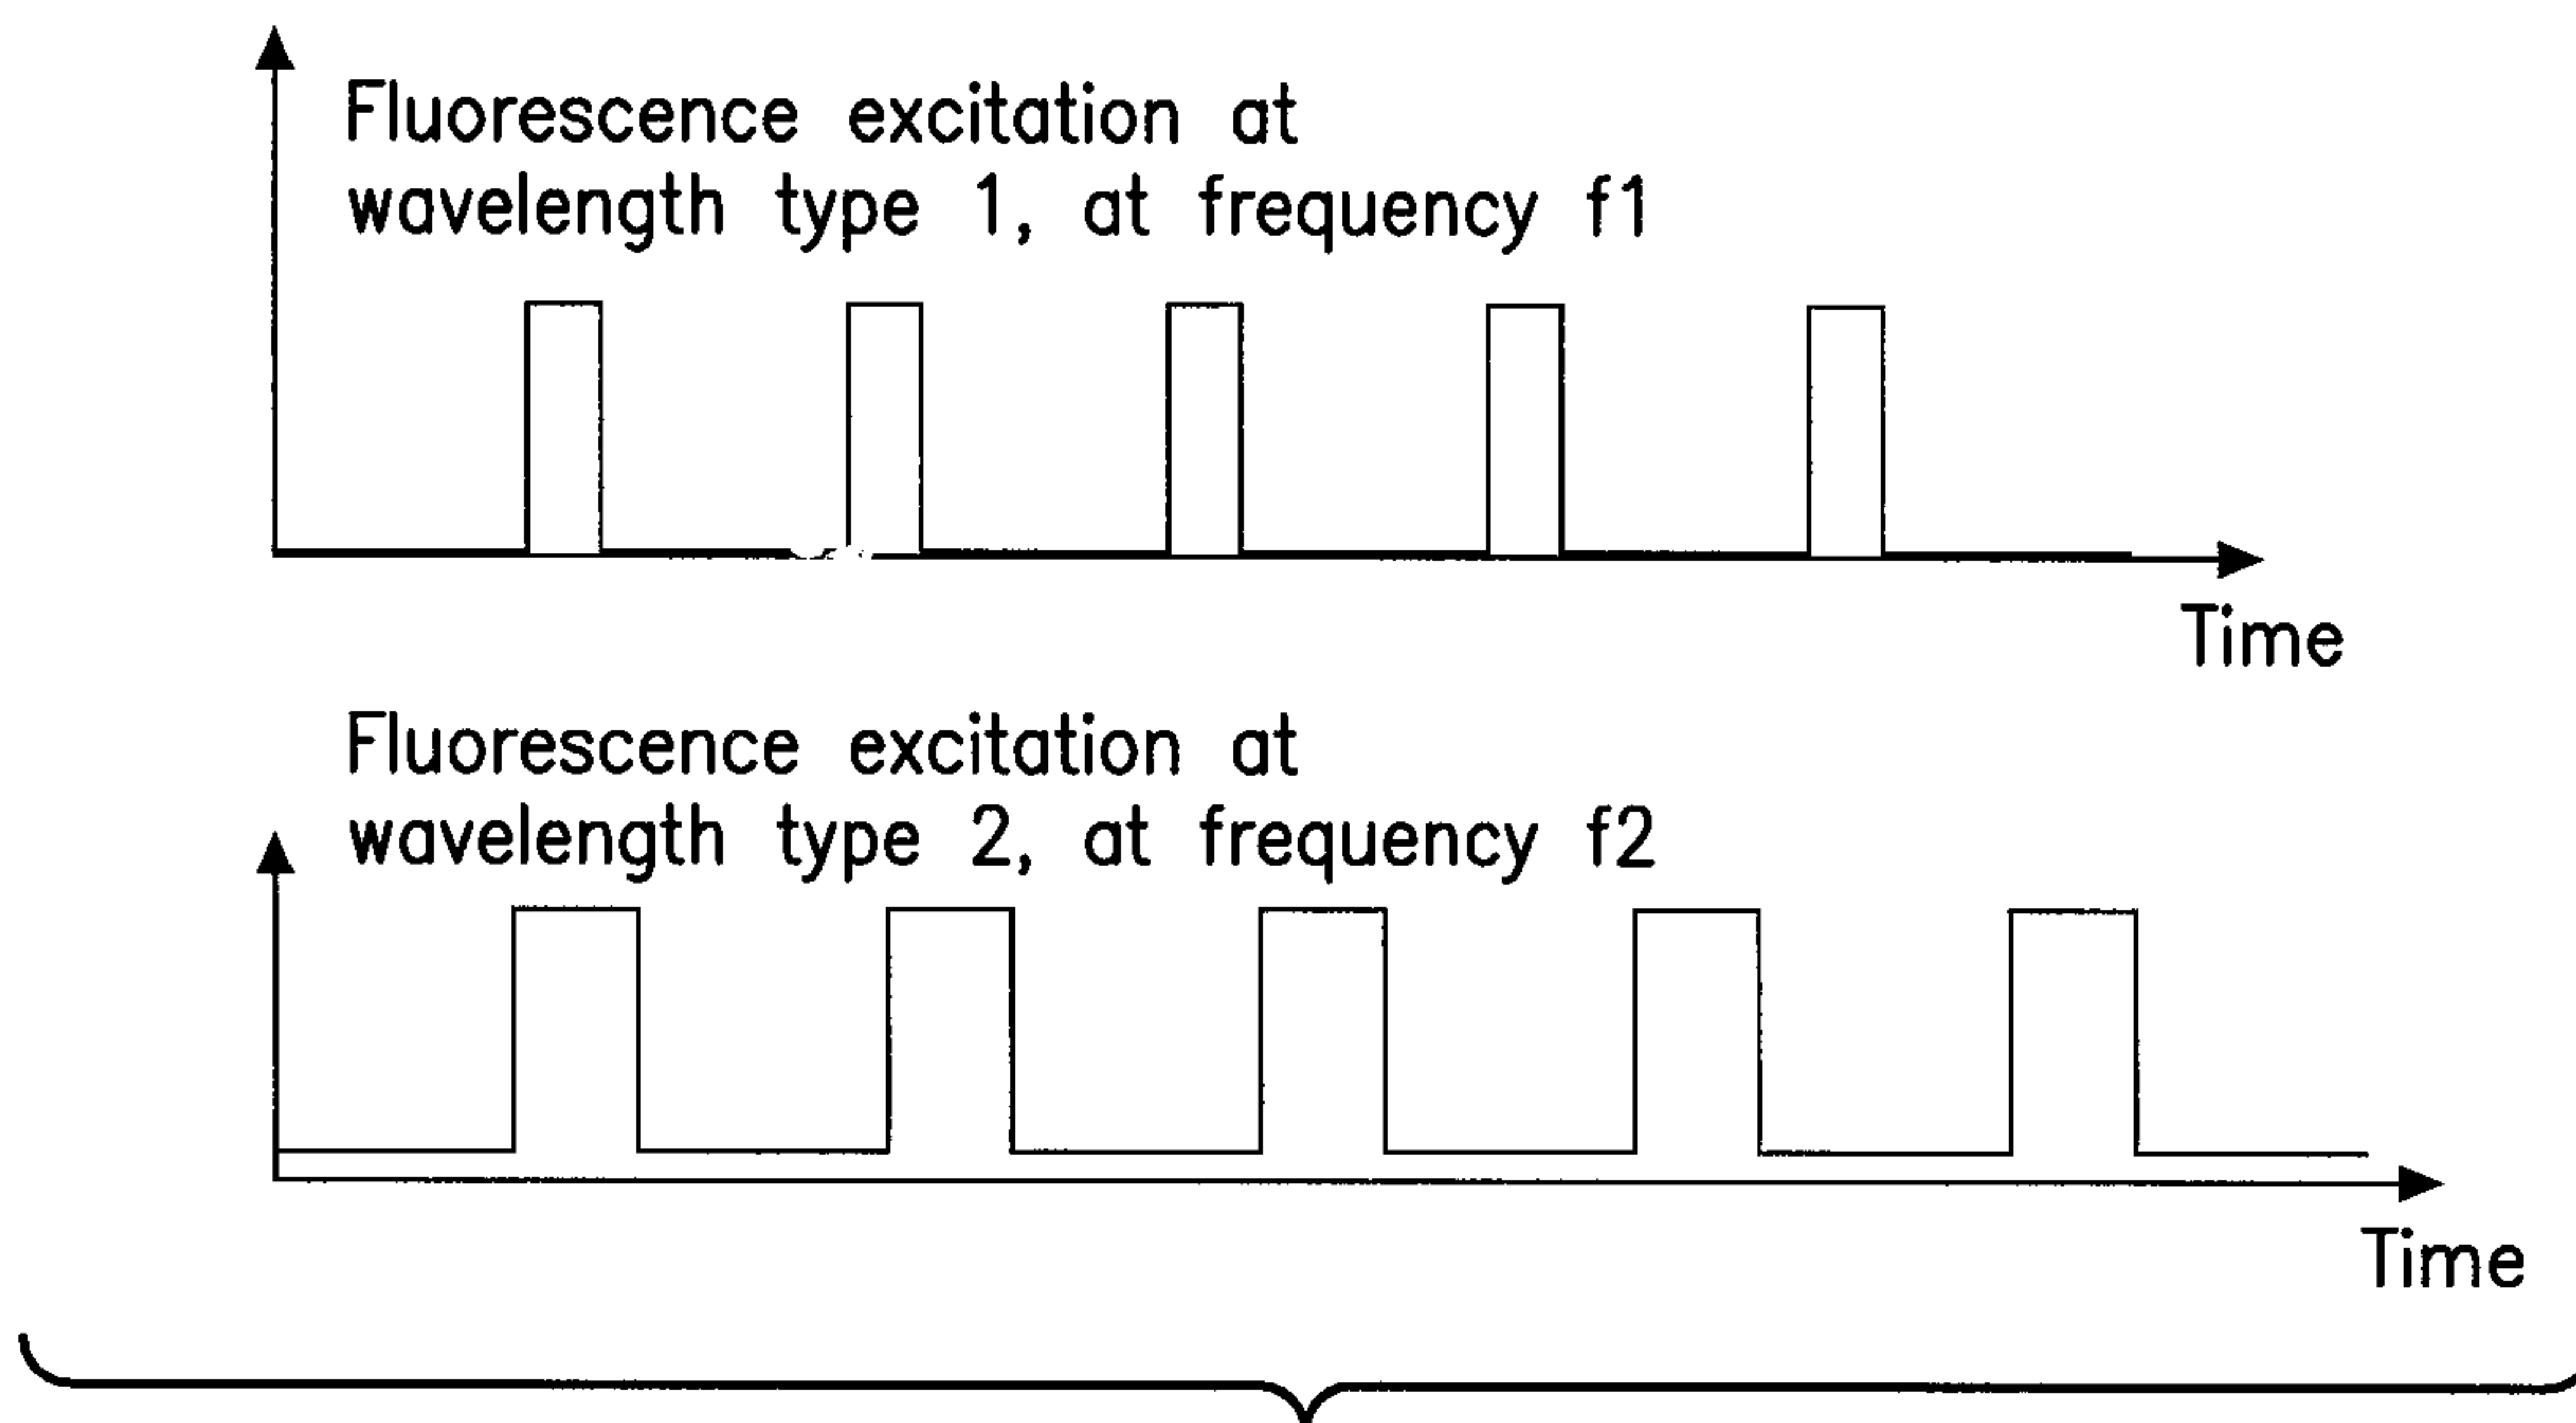 Fluorescence excitation at
wavelength type 1, at frequency f1
Time
Fluorescence excitation at
wavelength type 2, at frequency f2
Time